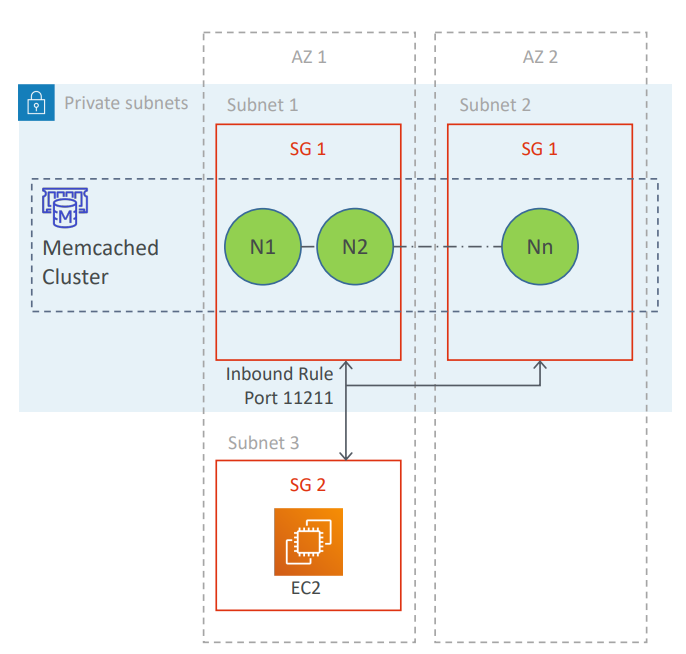 AZ 1
AZ 2
Private subnets
Subnet 1
Subnet 2
SG 1
SG 1
M
Memcached
Cluster
N1
N2
Nn
Inbound Rule
Port 11211
Subnet 3
SG 2
EC2